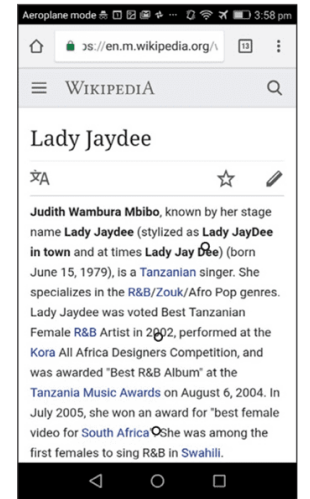 Aeroplane mode 3:58 pm
ps://en.m.wikipedia.org/ 13
WIKIPEDIA
Lady Jaydee
Judith Wambura Mbibo, known by her stage
name Lady Jaydee (stylized as Lady JayDee
in town and at times Lady Jay Dee) (born
June 15, 1979), is a Tanzanian singer. She
specializes in the R&B/Zouk/Afro Pop genres.
Lady Jaydee was voted Best Tanzanian
Female R&B Artist in 2002, performed at the
Kora All Africa Designers Competition, and
was awarded "Best R&B Album" at the
Tanzania Music Awards on August 6, 2004. In
July 2005, she won an award for "best female
video for South Africa" She was among the
first females to sing R&B in Swahili.